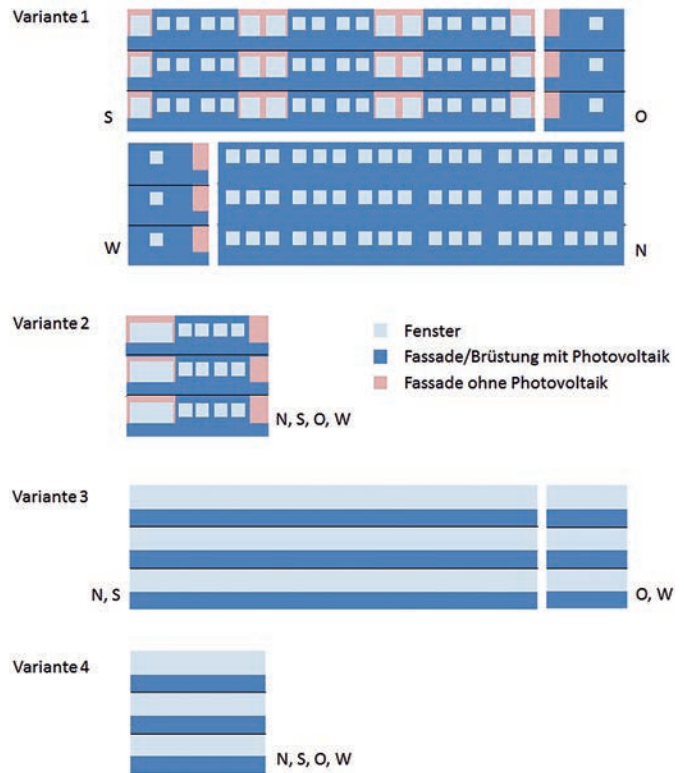 Variante 1
S
O
W
N
Variante 2
Fenster
Fassade/Brüstung mit Photovoltaik
Fassade ohne Photovoltaik
N, S, O, W
Variante 3
N, S
O, W
Variante 4
N, S, O, W